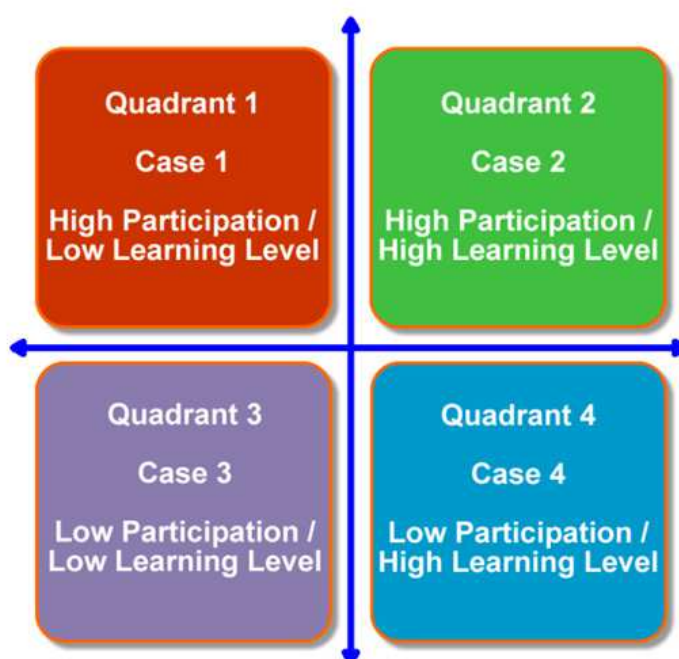 Quadrant 1
Case 1
High Participation /
Low Learning Level
Quadrant 2
Case 2
High Participation /
High Learning Level
Quadrant 3
Case 3
Low Participation /
Low Learning Level
Quadrant 4
Case 4
Low Participation /
High Learning Level